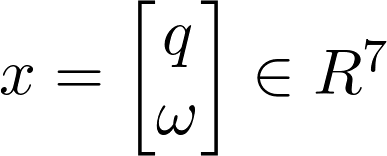 x = [q ω] ∈ R⁷